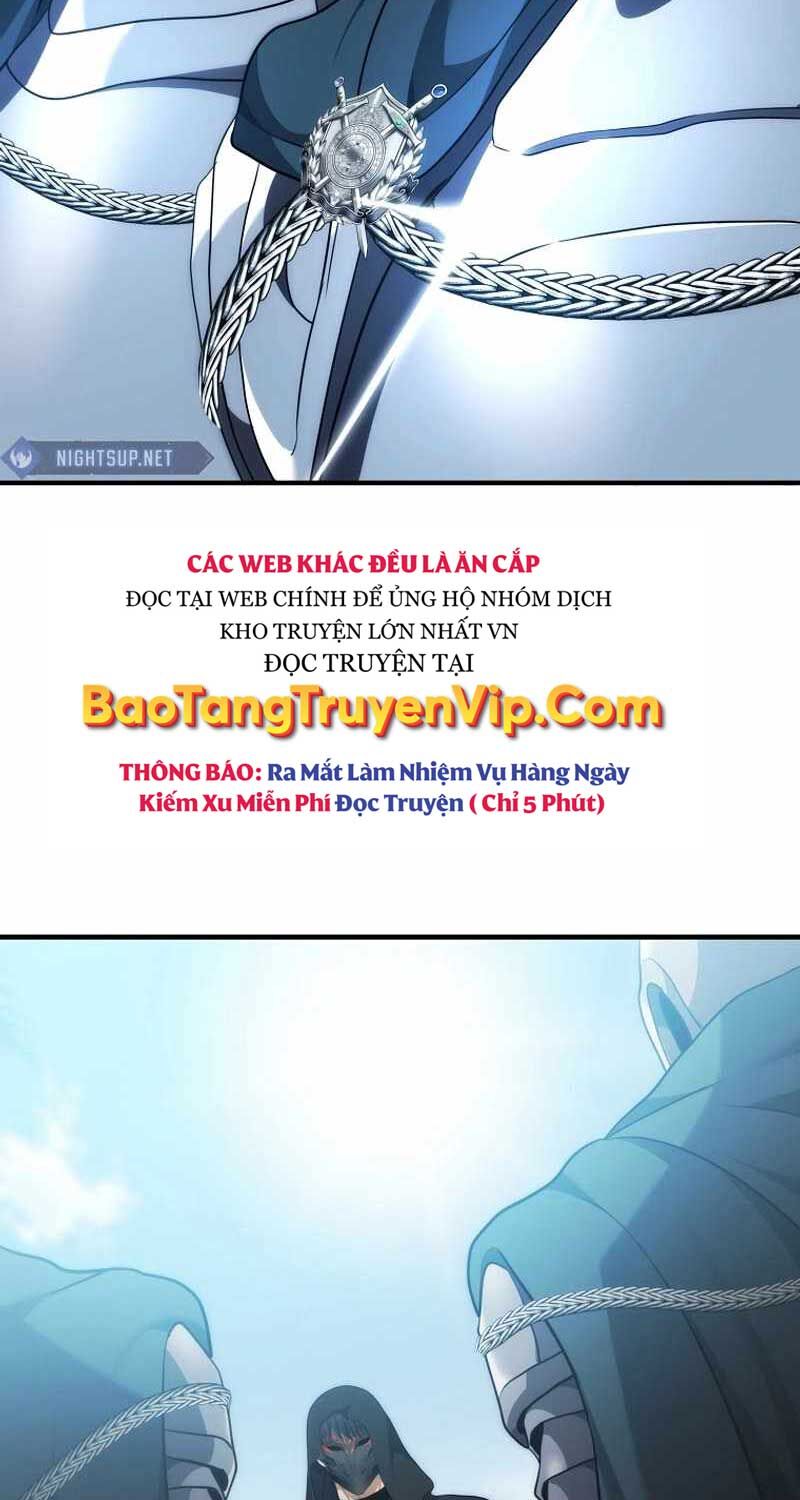 NIGHTSUP.NET
CÁC WEB KHÁC ĐỀU LÀ ĂN CẮP
ĐỌC TẠI WEB CHÍNH ĐỂ ỦNG HỘ NHÓM DỊCH
KHO TRUYỆN LỚN NHẤT VN
ĐỌC TRUYỆN TẠI
BaoTangTruyenVip.Com
THÔNG BÁO: Ra Mắt Làm Nhiệm Vụ Hàng Ngày
Kiếm Xu Miễn Phí Đọc Truyện ( Chỉ 5 Phút)